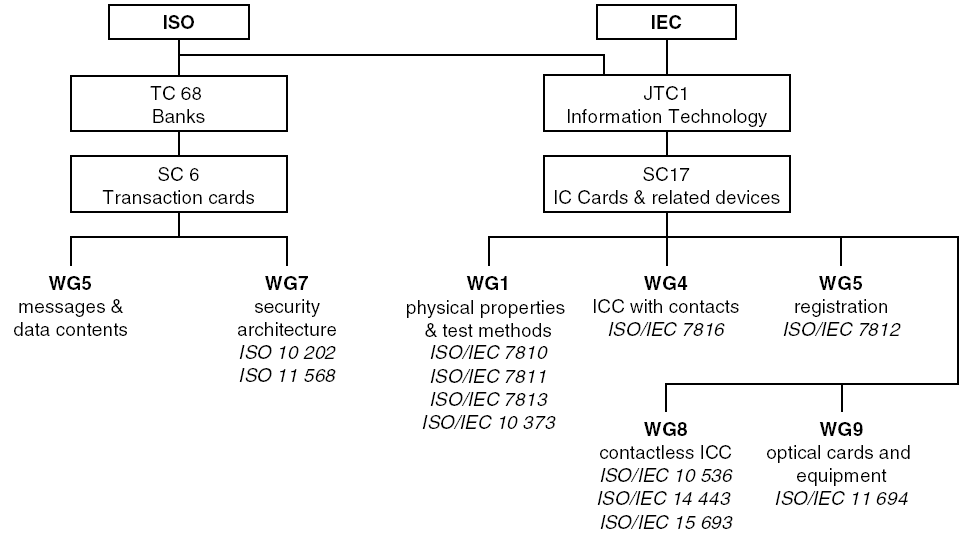 ISO
IEC
TC 68
Banks
JTC1
Information Technology
SC 6
Transaction cards
SC17
IC Cards & related devices
WG5
messages &
data contents
WG7
security
architecture
ISO 10 202
ISO 11 568
WG1
physical properties
& test methods
ISO/IEC 7810
ISO/IEC 7811
ISO/IEC 7813
ISO/IEC 10 373
WG4
ICC with contacts
ISO/IEC 7816
WG5
registration
ISO/IEC 7812
WG8
contactless ICC
ISO/IEC 10 536
ISO/IEC 14 443
ISO/IEC 15 693
WG9
optical cards and
equipment
ISO/IEC 11 694